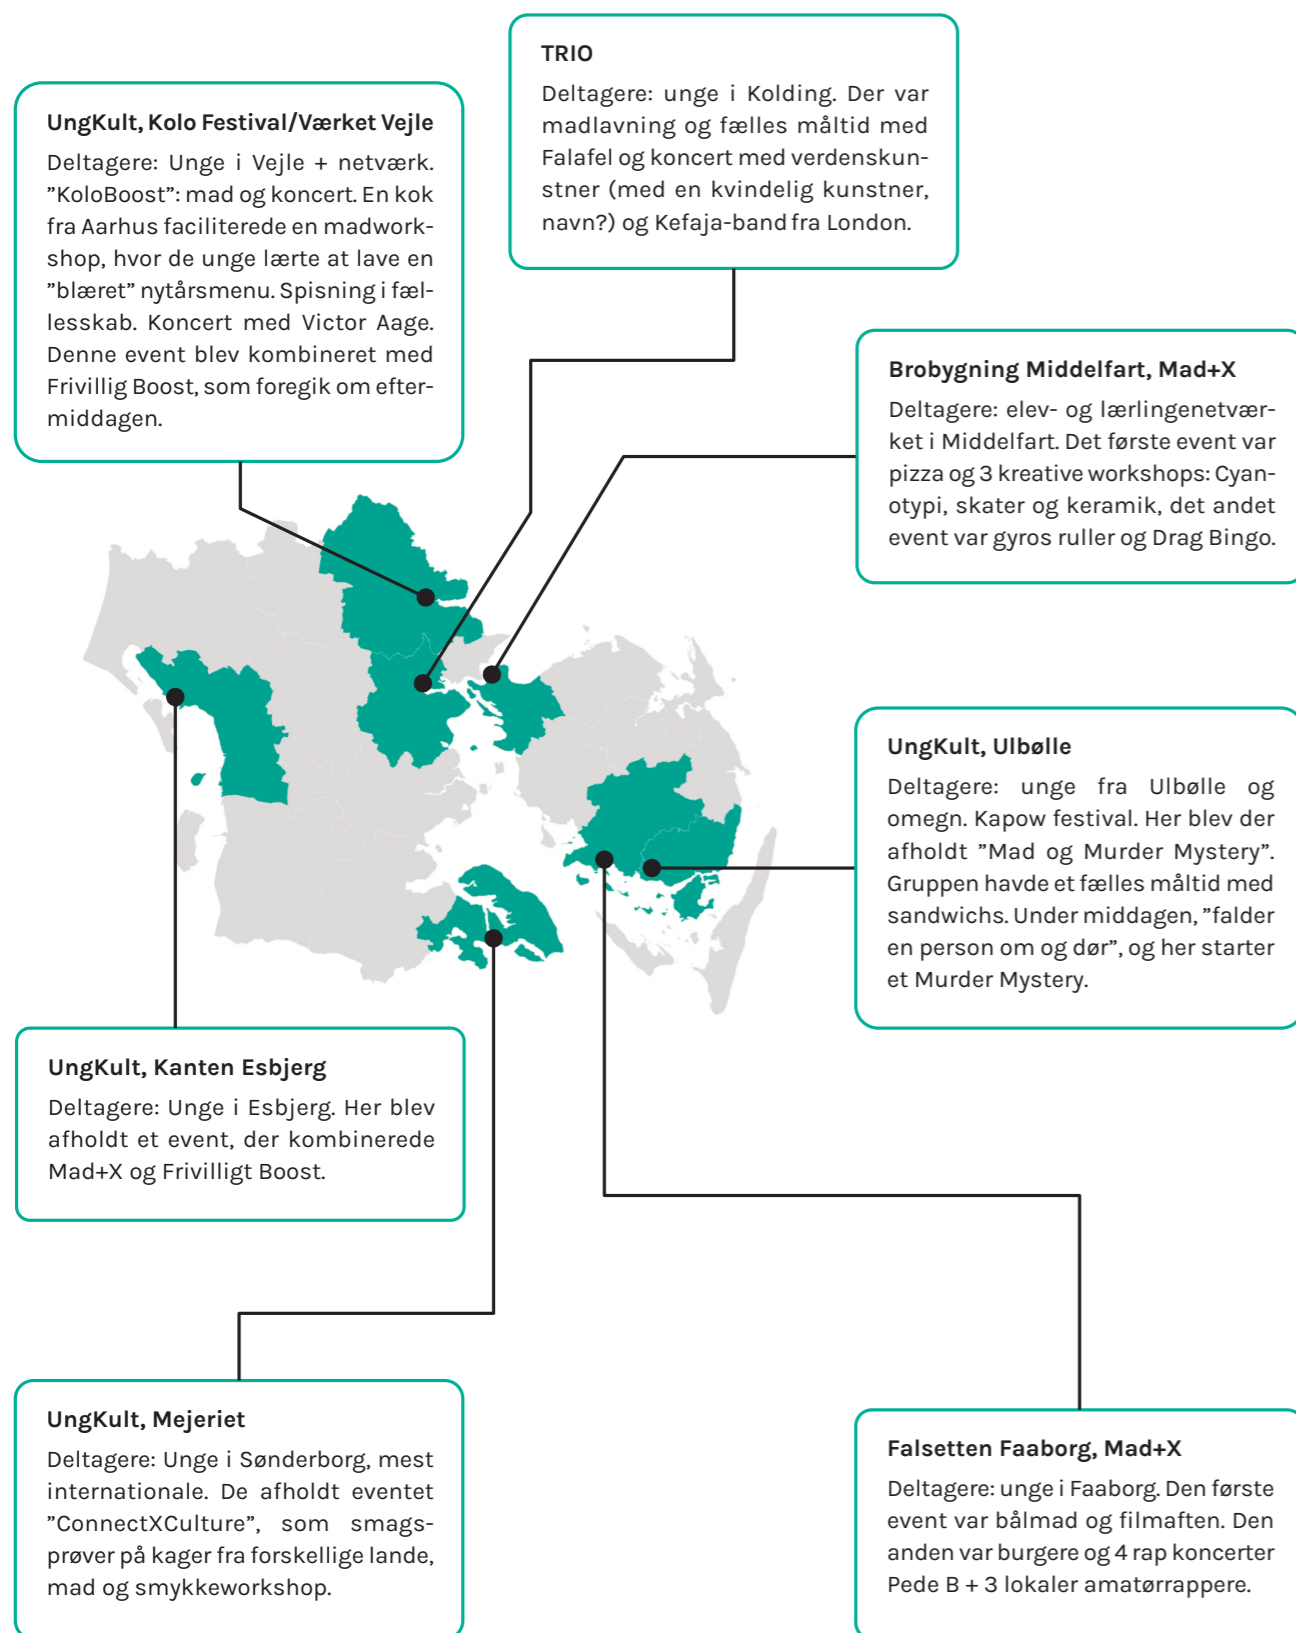 TRIO
Deltagere: unge i Kolding. Der var
madlavning og fælles måltid med
Falafel og koncert med verdenskun-
stner (med en kvindelig kunstner,
navn?) og Kefaja-band fra London.
UngKult, Kolo Festival/Værket Vejle
Deltagere: Unge i Vejle + netværk.
”KoloBoost”: mad og koncert. En kok
fra Aarhus faciliterede en madwork-
shop, hvor de unge lærte at lave en
”blæret” nytårsmenu. Spisning i fæl-
lesskab. Koncert med Victor Aage.
Denne event blev kombineret med
Frivillig Boost, som foregik om efter-
middagen.
Brobygning Middelfart, Mad+X
Deltagere: elev- og lærlingenetvær-
ket i Middelfart. Det første event var
pizza og 3 kreative workshops: Cyan-
otypi, skater og keramik, det andet
event var gyros ruller og Drag Bingo.
UngKult, Ulbølle
Deltagere: unge fra Ulbølle og
omegn. Kapow festival. Her blev der
afholdt ”Mad og Murder Mystery”.
Gruppen havde et fælles måltid med
sandwichs. Under middagen, ”falder
en person om og dør”, og her starter
et Murder Mystery.
UngKult, Kanten Esbjerg
Deltagere: Unge i Esbjerg. Her blev
afholdt et event, der kombinerede
Mad+X og Frivilligt Boost.
UngKult, Mejeriet
Deltagere: Unge i Sønderborg, mest
internationale. De afholdt eventet
”ConnectXCulture”, som smags-
prøver på kager fra forskellige lande,
mad og smykkeworkshop.
Falsetten Faaborg, Mad+X
Deltagere: unge i Faaborg. Den første
event var bålmad og filmaften. Den
anden var burgere og 4 rap koncerter
Pede B + 3 lokaler amatørrappere.